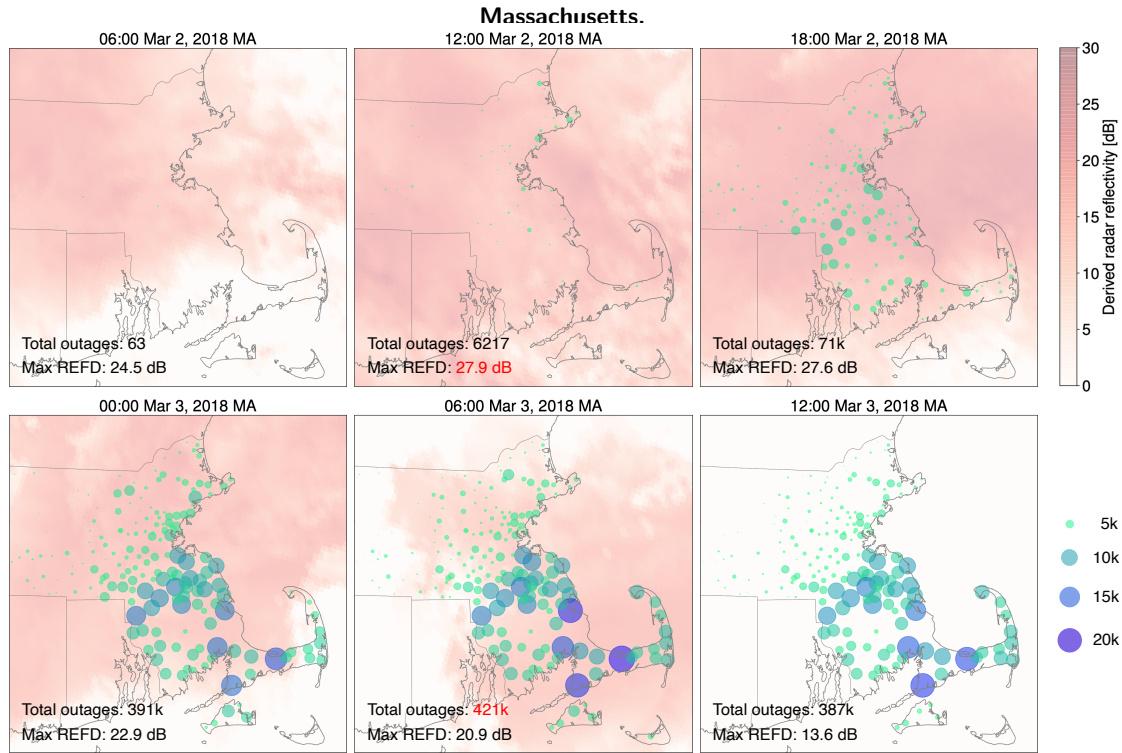 Massachusetts.
06:00 Mar 2, 2018 MA
12:00 Mar 2, 2018 MA
18:00 Mar 2, 2018 MA
Total outages: 63
Max REFD: 24.5 dB
Total outages: 6217
Max REFD: 27.9 dB
Total outages: 71k
Max REFD: 27.6 dB
30
25
20
15
10
5
0
Derived radar reflectivity [dB]
00:00 Mar 3, 2018 MA
06:00 Mar 3, 2018 MA
12:00 Mar 3, 2018 MA
Total outages: 391k
Max REFD: 22.9 dB
Total outages: 421k
Max REFD: 20.9 dB
Total outages: 387k
Max REFD: 13.6 dB
5k
10k
15k
20k